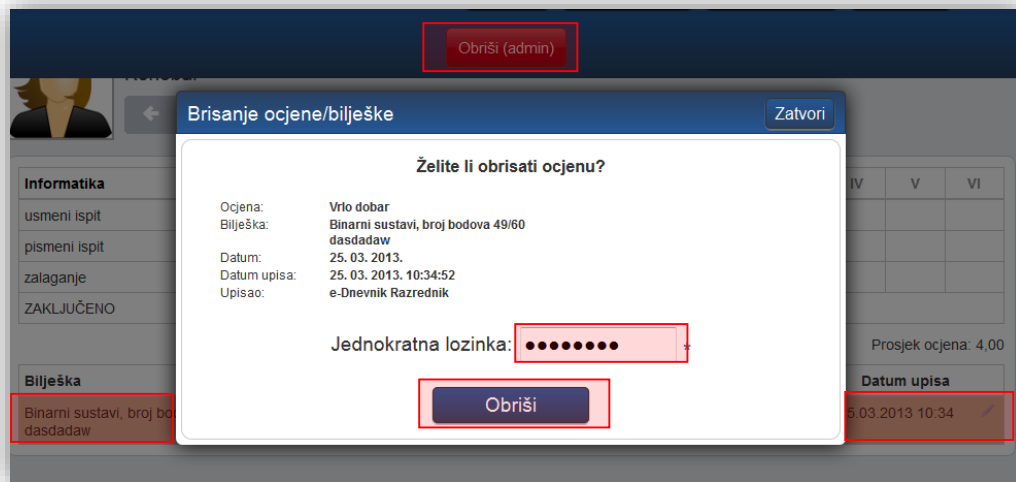 Obriši (admin)
Brisanje ocjene/bilješke
Zatvori
Želite li obrisati ocjenu?
Ocjena: Vrlo dobar
Bilješka: Binarni sustavi, broj bodova 49/60
dasdadaw
Datum: 25. 03. 2013.
Datum upisa: 25. 03. 2013. 10:34:52
Upisao: e-Dnevnik Razrednik
Jednokratna lozinka: ●●●●●●●● *
Obriši
Informatika IV V VI
usmeni ispit
pismeni ispit
zalaganje
ZAKLJUČENO
Prosjek ocjena: 4,00
Bilješka Datum upisa
Binarni sustavi, broj 5.03.2013 10:34
dasdadaw